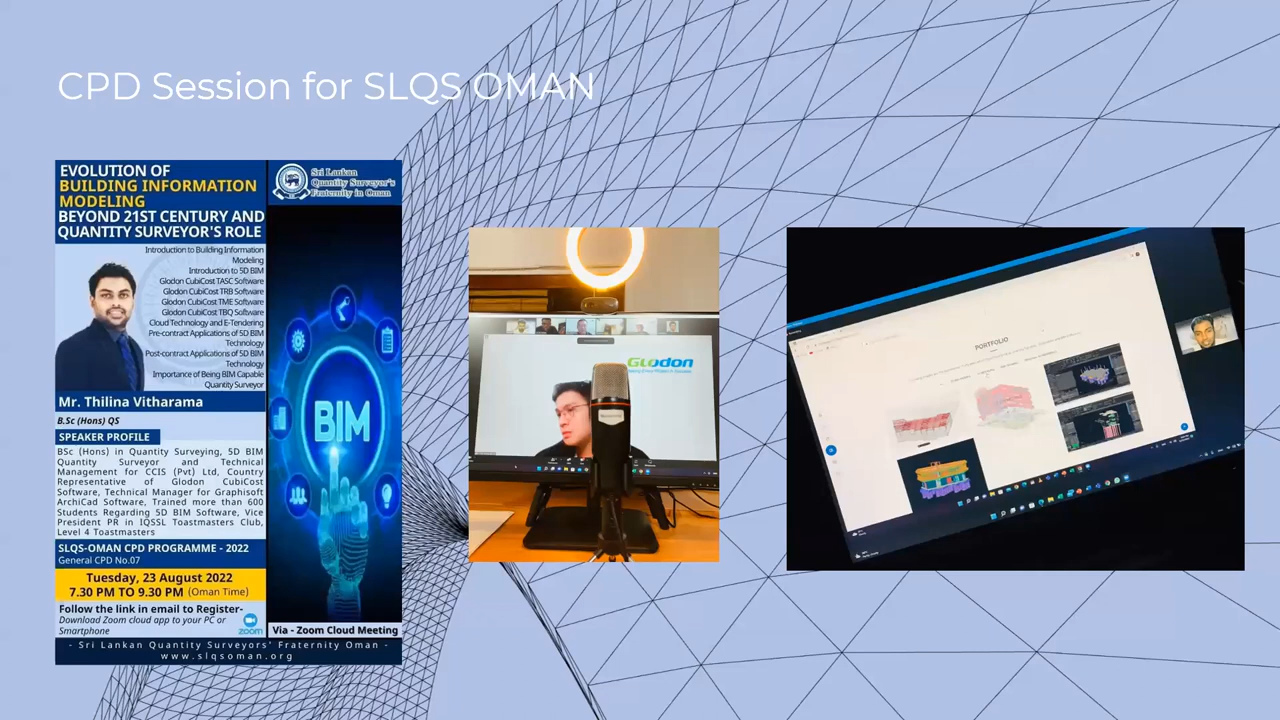 CPD Session for SLQS OMAN
EVOLUTION OF
BUILDING INFORMATION
MODELING
BEYOND 21ST CENTURY AND
QUANTITY SURVEYOR'S ROLE
Sri Lankan
Quantity Surveyor's
Fraternity in Oman
Introduction to Building Information
Modeling
Introduction to 5D BIM
Glodon CubiCost TASC Software
Glodon CubiCost TRB Software
Glodon CubiCost TME Software
Glodon CubiCost TBQ Software
Cloud Technology and E-Tendering
Pre-contract Applications of 5D BIM
Technology
Post-contract Applications of 5D BIM
Technology
Importance of Being BIM Capable
Quantity Surveyor
BIM
Mr. Thilina Vitharama
B.Sc (Hons) QS
SPEAKER PROFILE
BSc (Hons) in Quantity Surveying, 5D BIM
Quantity Surveyor and Technical
Management for CCIS (Pvt) Ltd, Country
Representative of Glodon CubiCost
Software, Technical Manager for Graphisoft
ArchiCad Software, Trained more than 600
Students Regarding 5D BIM Software, Vice
President PR in IQSSL Toastmasters Club,
Level 4 Toastmasters
SLQS-OMAN CPD PROGRAMME - 2022
General CPD No.07
Tuesday, 23 August 2022
7.30 PM TO 9.30 PM (Oman Time)
Follow the link in email to Register-
Download Zoom cloud app to your PC or
Smartphone
zoom
Via - Zoom Cloud Meeting
- Sri Lankan Quantity Surveyors' Fraternity Oman -
www.slqsoman.org
GLODON
PORTFOLIO